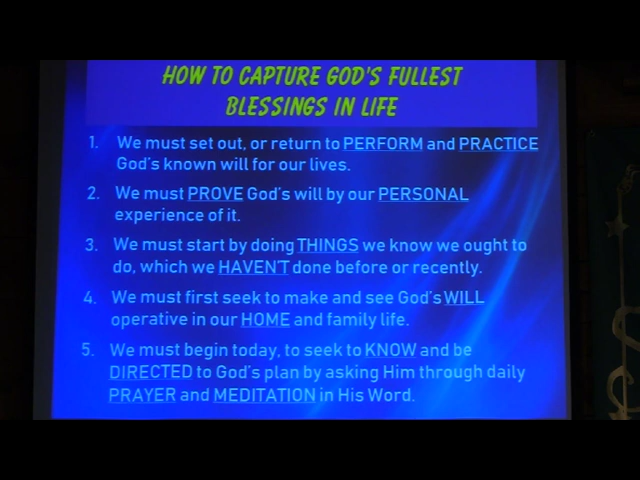 HOW TO CAPTURE GOD'S FULLEST
BLESSINGS IN LIFE
1. We must set out, or return to PERFORM and PRACTICE
God's known will for our lives.
2. We must PROVE God's will by our PERSONAL
experience of it.
3. We must start by doing THINGS we know we ought to
do, which we HAVEN'T done before or recently.
4. We must first seek to make and see God's WILL
operative in our HOME and family life.
5. We must begin today, to seek to KNOW and be
DIRECTED to God's plan by asking Him through daily
PRAYER and MEDITATION in His Word.